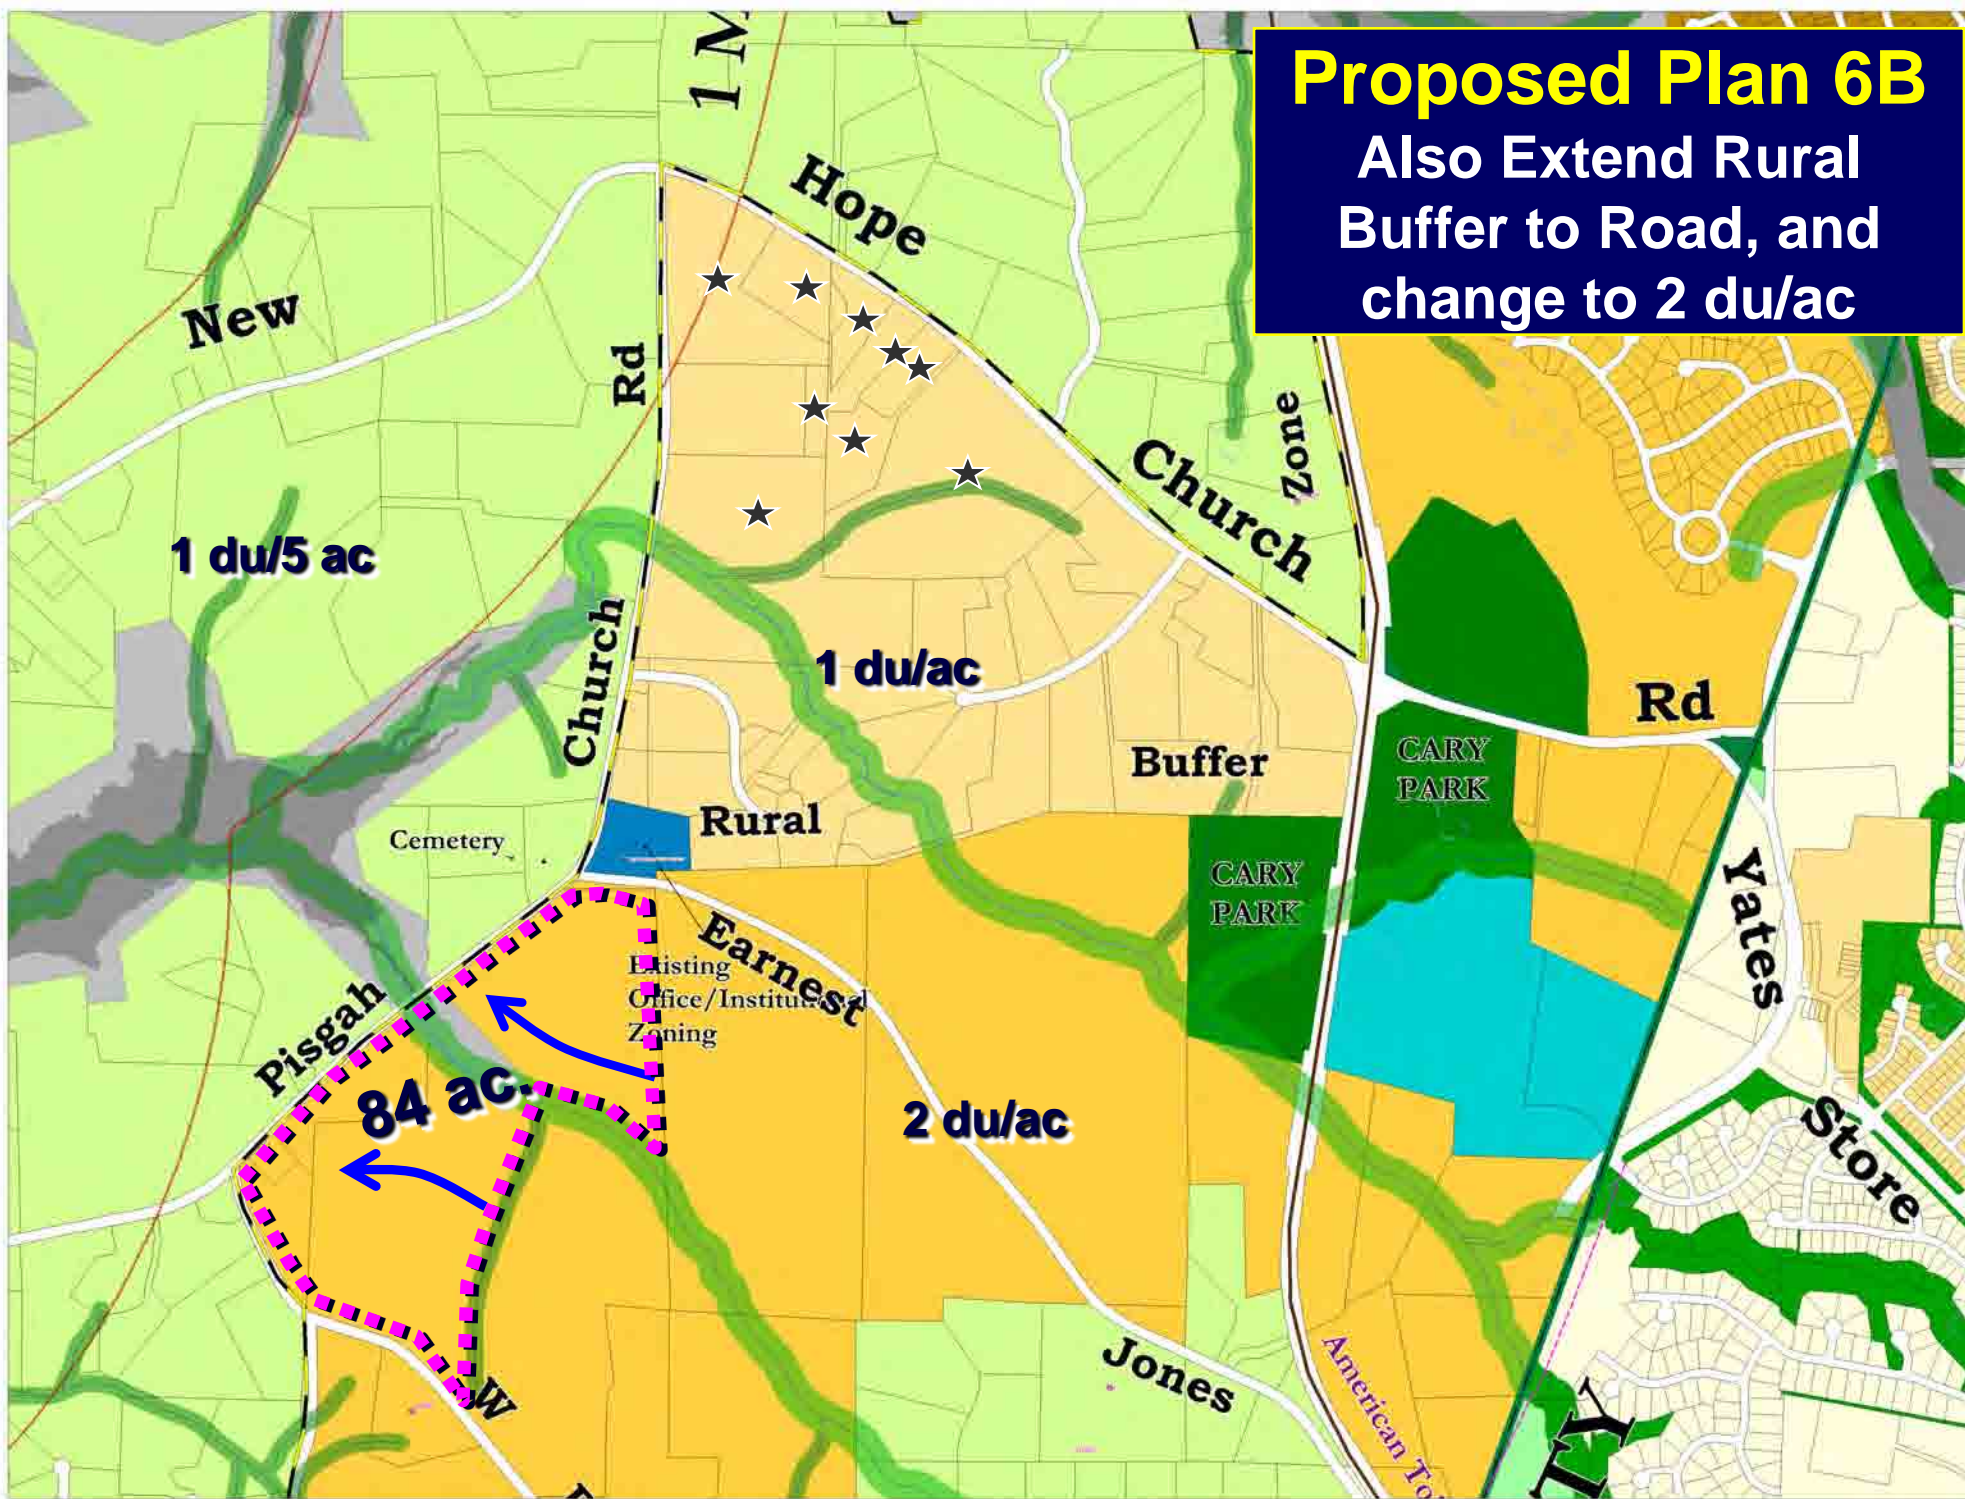 Proposed Plan 6B
Also Extend Rural
Buffer to Road, and
change to 2 du/ac
1 M
Hope
New
Rd
Zone
Church
1 du/5 ac
Church
1 du/ac
Rd
Buffer
CARY
PARK
Rural
Cemetery
CARY
PARK
Yates
Earnest
Existing
Office/Institutional
Zoning
Pisgah
84 ac.
2 du/ac
Store
Jones
W
American To